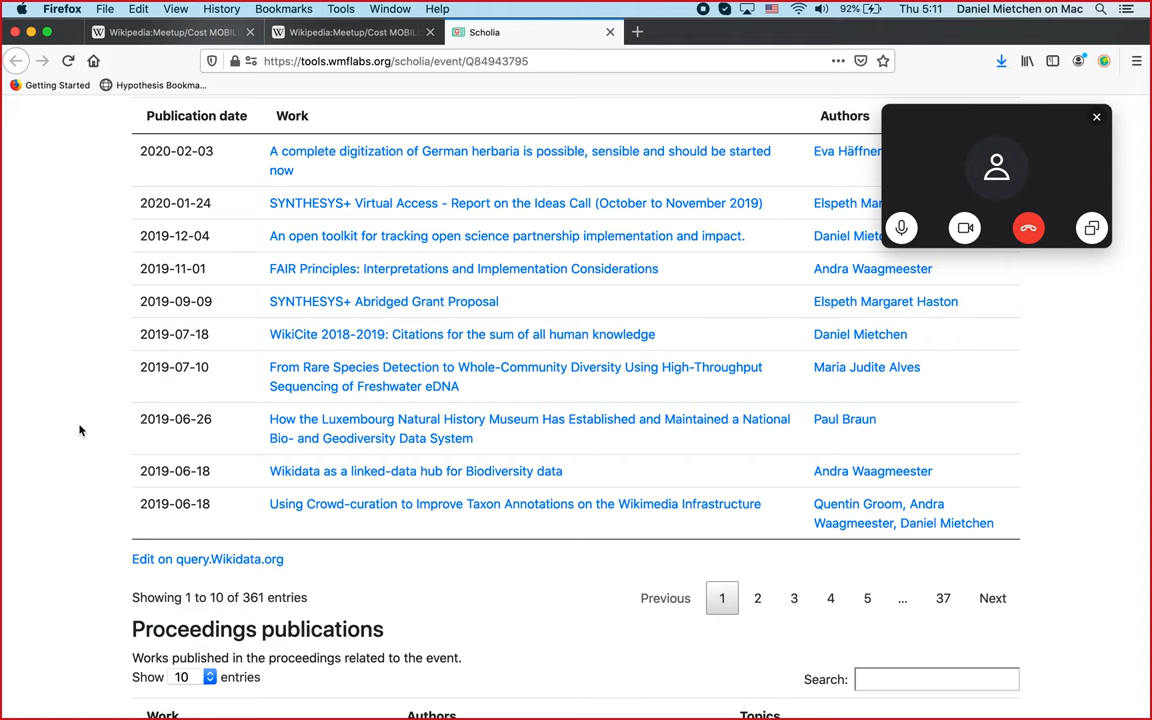 Firefox File Edit View History Bookmarks Tools Window Help 92% Thu 5:11 Daniel Mietchen on Mac
Wikipedia:Meetup/Cost MOBIL Wikipedia:Meetup/Cost MOBIL Scholia
https://tools.wmflabs.org/scholia/event/Q84943795
Getting Started Hypothesis Bookma...
Publication date Work Authors
2020-02-03 A complete digitization of German herbaria is possible, sensible and should be started Eva Häffner
now
2020-01-24 SYNTHESYS+ Virtual Access - Report on the Ideas Call (October to November 2019) Elspeth Mar
2019-12-04 An open toolkit for tracking open science partnership implementation and impact. Daniel Mietc
2019-11-01 FAIR Principles: Interpretations and Implementation Considerations Andra Waagmeester
2019-09-09 SYNTHESYS+ Abridged Grant Proposal Elspeth Margaret Haston
2019-07-18 WikiCite 2018-2019: Citations for the sum of all human knowledge Daniel Mietchen
2019-07-10 From Rare Species Detection to Whole-Community Diversity Using High-Throughput Maria Judite Alves
Sequencing of Freshwater eDNA
2019-06-26 How the Luxembourg Natural History Museum Has Established and Maintained a National Paul Braun
Bio- and Geodiversity Data System
2019-06-18 Wikidata as a linked-data hub for Biodiversity data Andra Waagmeester
2019-06-18 Using Crowd-curation to Improve Taxon Annotations on the Wikimedia Infrastructure Quentin Groom, Andra
Waagmeester, Daniel Mietchen
Edit on query.Wikidata.org
Showing 1 to 10 of 361 entries Previous 1 2 3 4 5 ... 37 Next
Proceedings publications
Works published in the proceedings related to the event.
Show 10 entries Search:
Work Authors Topics